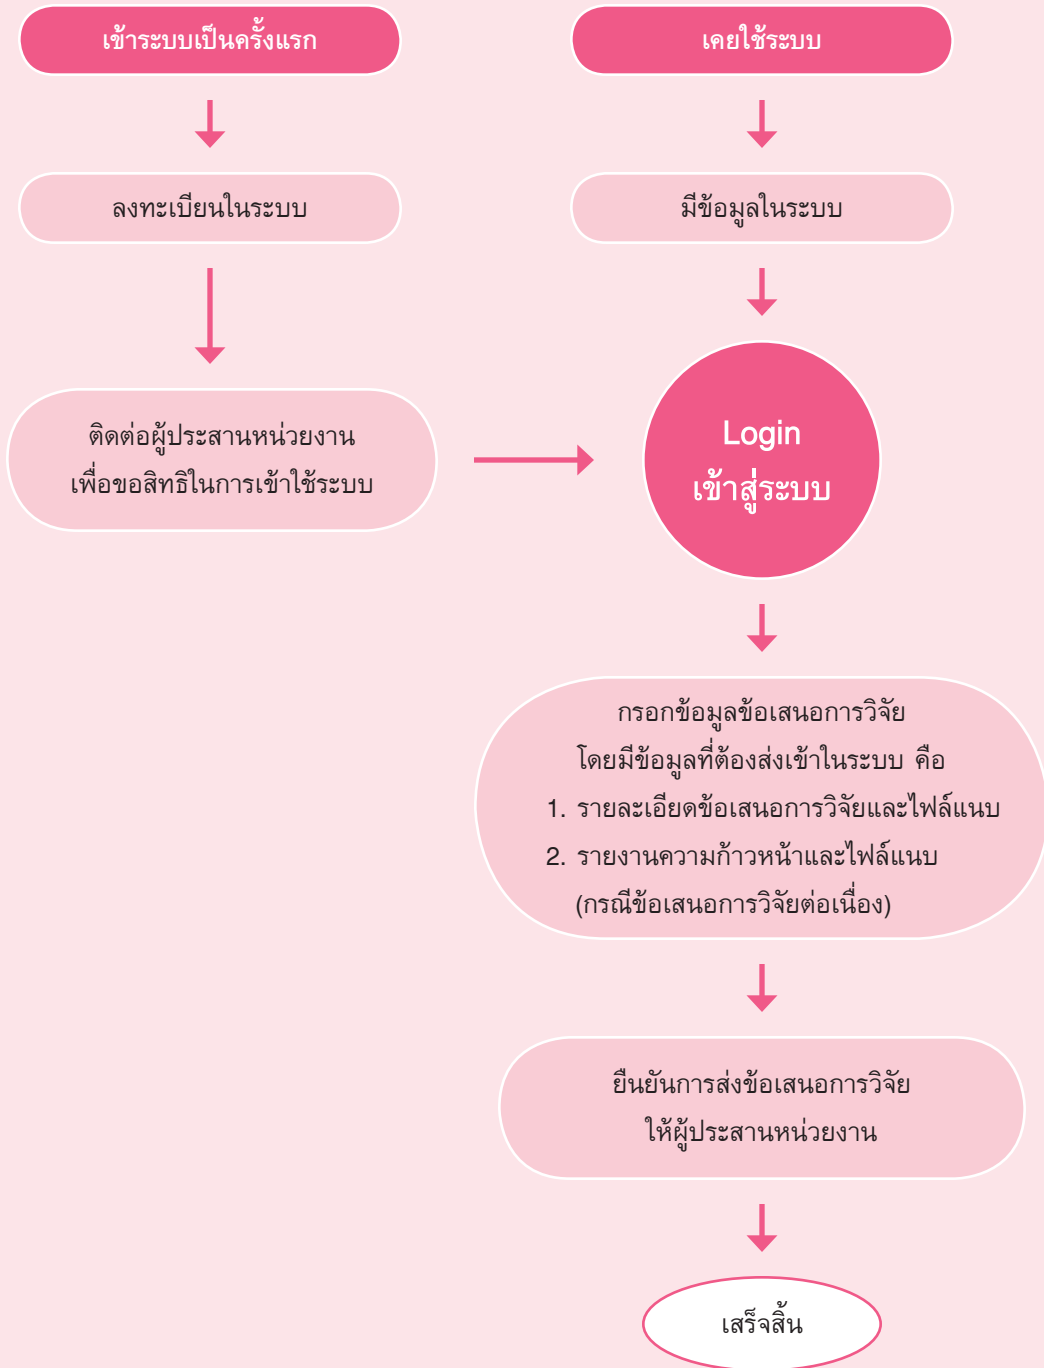 เข้าระบบเป็นครั้งแรก
เคยใช้ระบบ
ลงทะเบียนในระบบ
มีข้อมูลในระบบ
ติดต่อผู้ประสานหน่วยงาน
เพื่อขอสิทธิในการเข้าใช้ระบบ
Login
เข้าสู่ระบบ
กรอกข้อมูลข้อเสนอการวิจัย
โดยมีข้อมูลที่ต้องส่งเข้าในระบบ คือ
1. รายละเอียดข้อเสนอการวิจัยและไฟล์แนบ
2. รายงานความก้าวหน้าและไฟล์แนบ
(กรณีข้อเสนอการวิจัยต่อเนื่อง)
ยืนยันการส่งข้อเสนอการวิจัย
ให้ผู้ประสานหน่วยงาน
เสร็จสิ้น